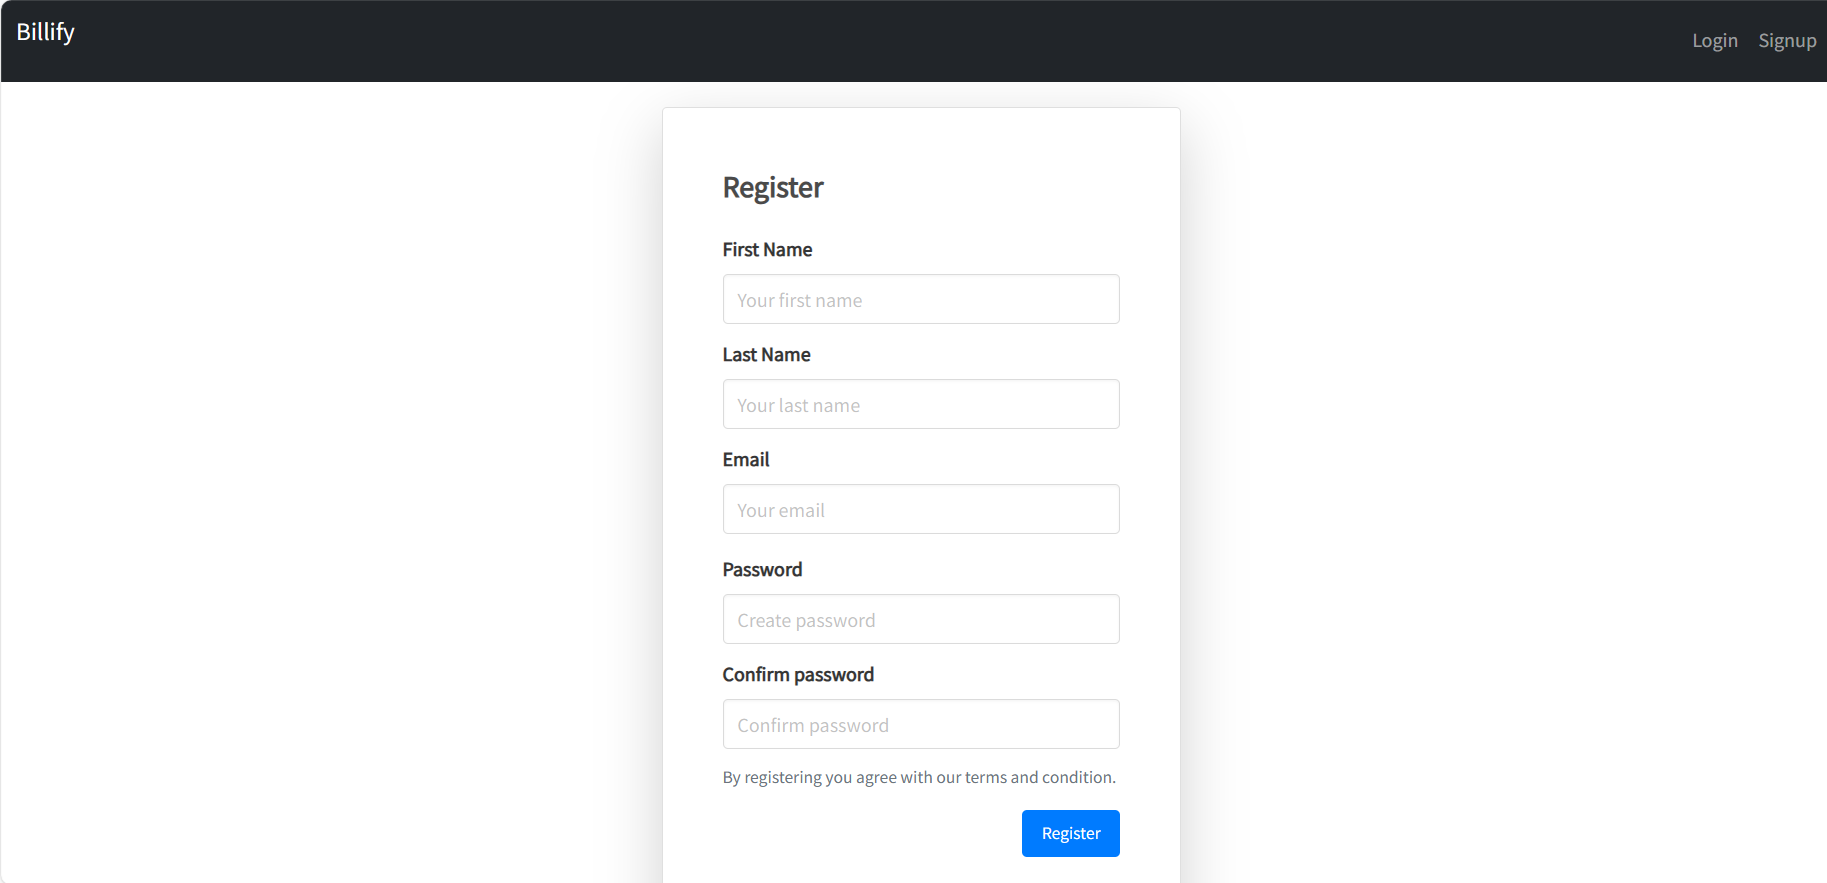 Billify
Login Signup
Register
First Name
Your first name
Last Name
Your last name
Email
Your email
Password
Create password
Confirm password
Confirm password
By registering you agree with our terms and condition.
Register